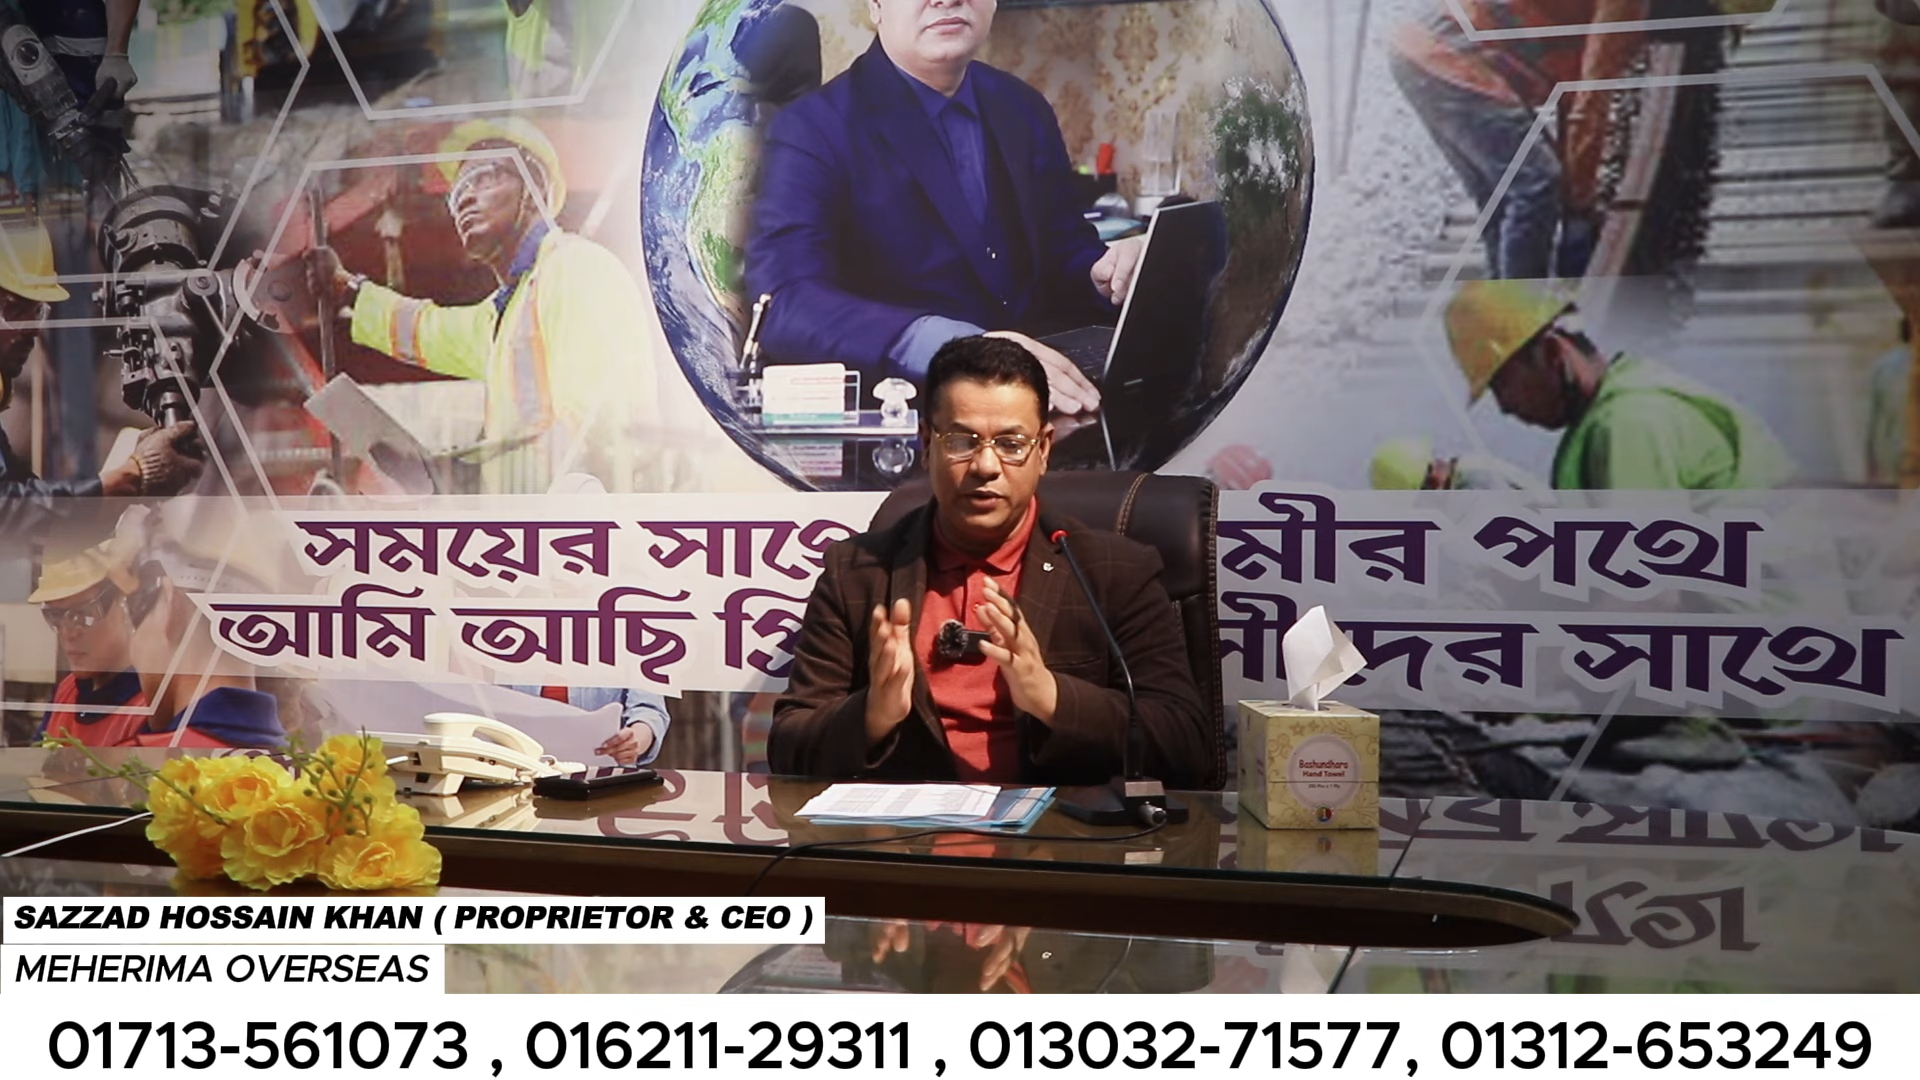 সময়ের সাথে
মীর পথে
আমি আছি
দের সাথে
Bashundhara
Hand Towel
SAZZAD HOSSAIN KHAN ( PROPRIETOR & CEO )
MEHERIMA OVERSEAS
01713-561073 , 016211-29311 , 013032-71577, 01312-653249